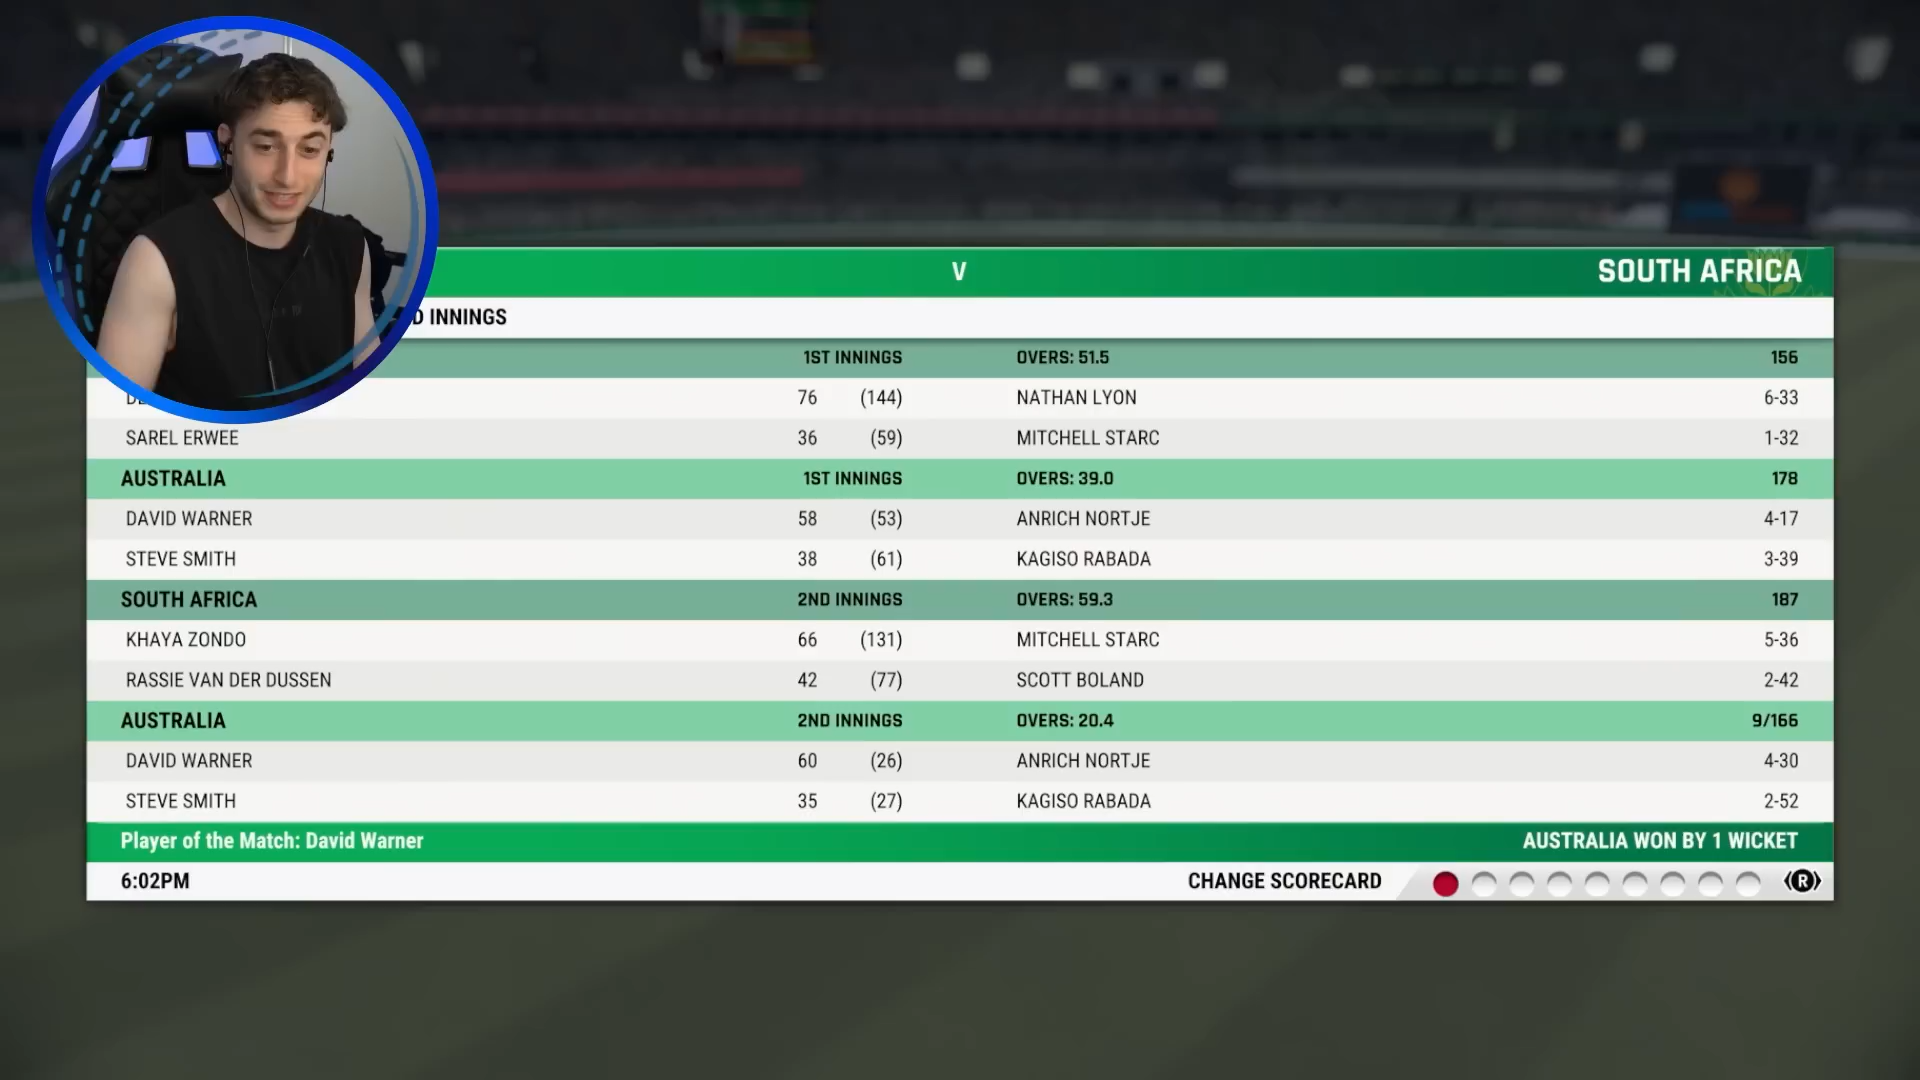 V SOUTH AFRICA
INNINGS
1ST INNINGS OVERS: 51.5 156
76 (144) NATHAN LYON 6-33
SAREL ERWEE 36 (59) MITCHELL STARC 1-32
AUSTRALIA 1ST INNINGS OVERS: 39.0 178
DAVID WARNER 58 (53) ANRICH NORTJE 4-17
STEVE SMITH 38 (61) KAGISO RABADA 3-39
SOUTH AFRICA 2ND INNINGS OVERS: 59.3 187
KHAYA ZONDO 66 (131) MITCHELL STARC 5-36
RASSIE VAN DER DUSSEN 42 (77) SCOTT BOLAND 2-42
AUSTRALIA 2ND INNINGS OVERS: 20.4 9/166
DAVID WARNER 60 (26) ANRICH NORTJE 4-30
STEVE SMITH 35 (27) KAGISO RABADA 2-52
Player of the Match: David Warner AUSTRALIA WON BY 1 WICKET
6:02PM CHANGE SCORECARD R